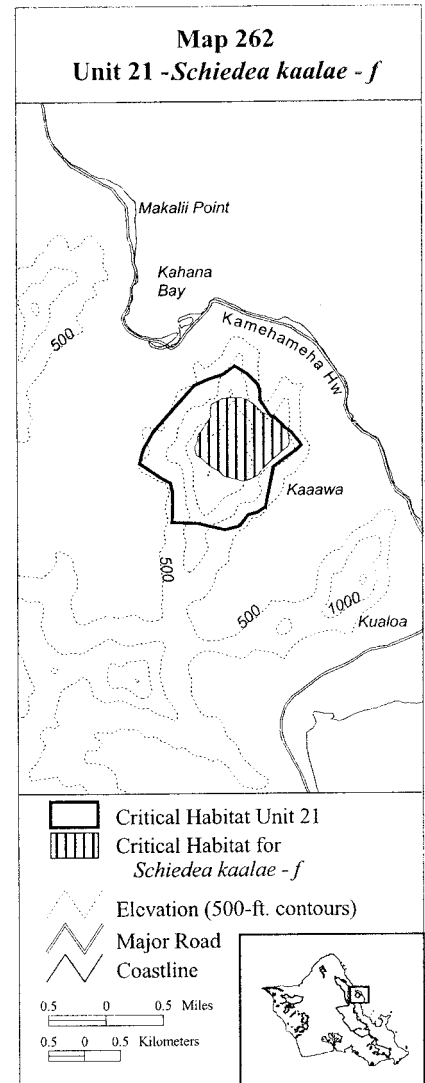 Map 262
Unit 21 - Schiedea kaalae - f
Makalii Point
Kahana
Bay
500
Kamehameha Hw
Kaaawa
500
500
1000
Kualoa
Critical Habitat Unit 21
Critical Habitat for
Schiedea kaalae - f
Elevation (500-ft. contours)
Major Road
Coastline
0.5 0 0.5 Miles
0.5 0 0.5 Kilometers